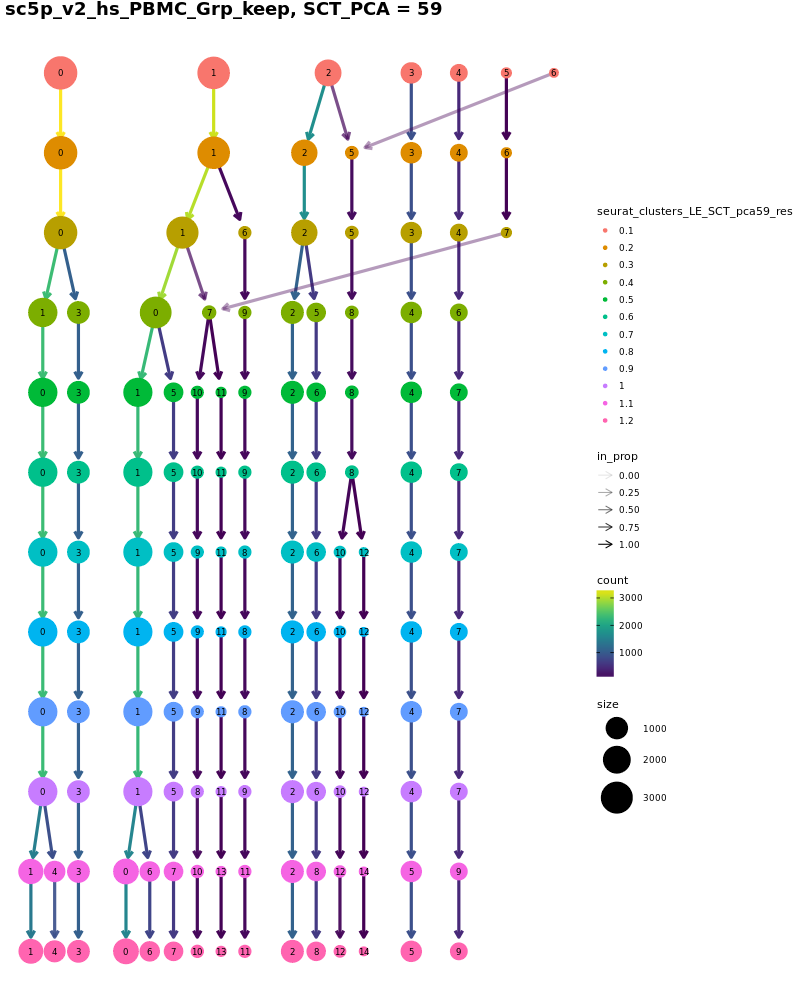 sc5p_v2_hs_PBMC_Grp_keep, SCT_PCA = 59
0 1 2 3 4 5 6
0 1 2 5 3 4 6
0 1 6 2 5 3 4 7
1 3 0 7 9 2 5 8 4 6
0 3 1 5 10 11 9 2 6 8 4 7
0 3 1 5 10 11 9 2 6 8 4 7
0 3 1 5 9 11 8 2 6 10 12 4 7
0 3 1 5 9 11 8 2 6 10 12 4 7
0 3 1 5 9 11 8 2 6 10 12 4 7
0 3 1 5 8 11 9 2 6 10 12 4 7
1 4 3 0 6 7 10 13 11 2 8 12 14 5 9
1 4 3 0 6 7 10 13 11 2 8 12 14 5 9
seurat_clusters_LE_SCT_pca59_res
0.1
0.2
0.3
0.4
0.5
0.6
0.7
0.8
0.9
1
1.1
1.2
in_prop
0.00
0.25
0.50
0.75
1.00
count
3000
2000
1000
size
1000
2000
3000